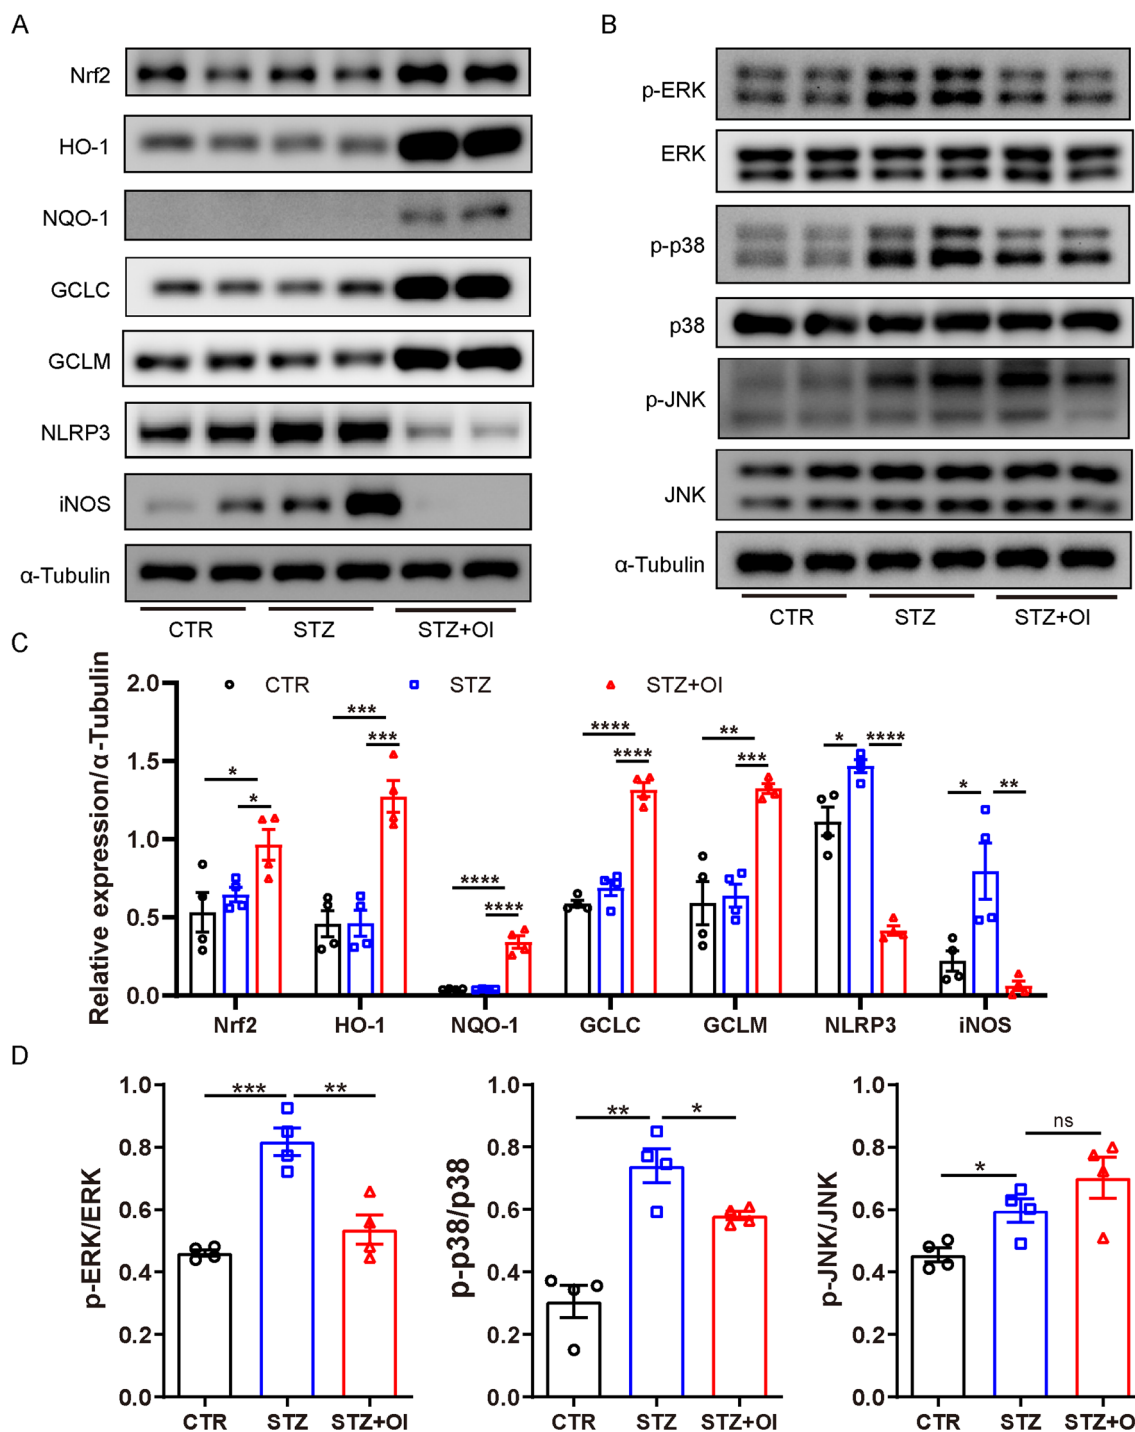 A
Nrf2
HO-1
NQO-1
GCLC
GCLM
NLRP3
iNOS
α-Tubulin
CTR STZ STZ+OI
B
p-ERK
ERK
p-p38
p38
p-JNK
JNK
α-Tubulin
CTR STZ STZ+OI
C
Relative expression/α-Tubulin
2.0
1.5
1.0
0.5
0.0
CTR STZ STZ+OI
* * *** *** **** **** **** **** ** *** * **** * **
Nrf2 HO-1 NQO-1 GCLC GCLM NLRP3 iNOS
D
p-ERK/ERK
1.0
0.8
0.6
0.4
0.2
0.0
*** **
CTR STZ STZ+OI
p-p38/p38
1.0
0.8
0.6
0.4
0.2
0.0
** *
CTR STZ STZ+OI
p-JNK/JNK
1.0
0.8
0.6
0.4
0.2
0.0
* ns
CTR STZ STZ+O